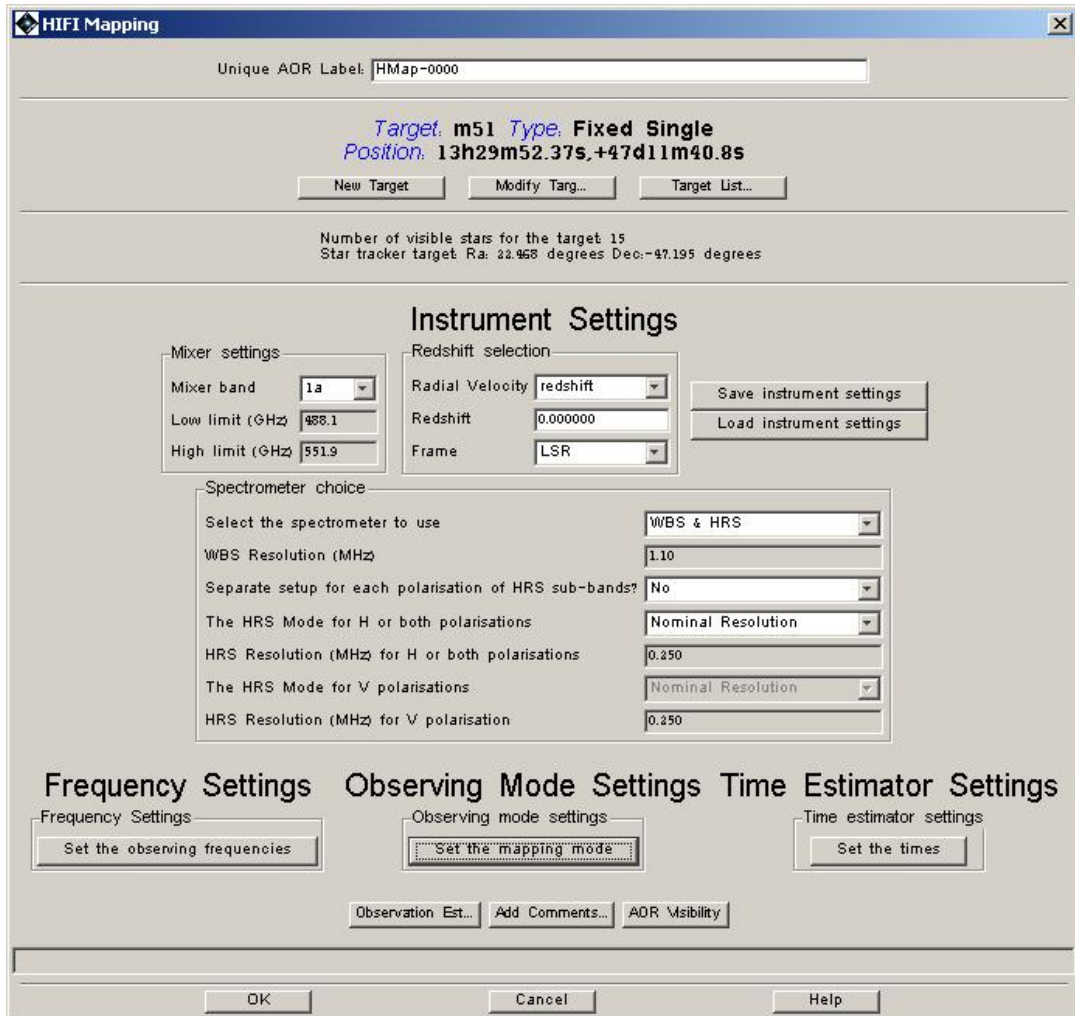 HIFI Mapping
Unique AOR Label: HMap-0000
Target: m51 Type: Fixed Single
Position: 13h29m52.37s,+47d11m40.8s
New Target Modify Targ... Target List...
Number of visible stars for the target: 15
Star tracker target: Ra: 22.468 degrees Dec:-47.195 degrees
Instrument Settings
Mixer settings
Mixer band 1a
Low limit (GHz) 488.1
High limit (GHz) 551.9
Redshift selection
Radial Velocity redshift
Redshift 0.000000
Frame LSR
Save instrument settings
Load instrument settings
Spectrometer choice
Select the spectrometer to use WBS & HRS
WBS Resolution (MHz) 1.10
Separate setup for each polarisation of HRS sub-bands? No
The HRS Mode for H or both polarisations Nominal Resolution
HRS Resolution (MHz) for H or both polarisations 0.250
The HRS Mode for V polarisations Nominal Resolution
HRS Resolution (MHz) for V polarisation 0.250
Frequency Settings Observing Mode Settings Time Estimator Settings
Frequency Settings Observing mode settings Time estimator settings
Set the observing frequencies Set the mapping mode Set the times
Observation Est... Add Comments... AOR Visibility
OK Cancel Help